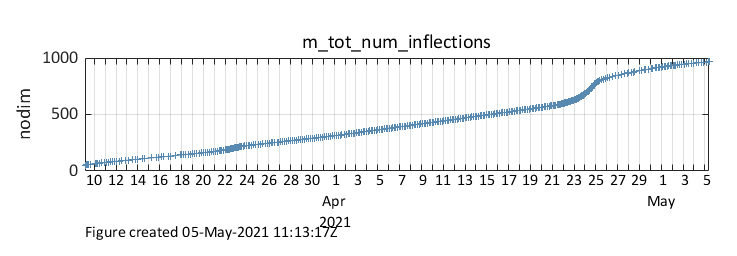 m_tot_num_inflections
nodim
1000
500
0
10 12 14 16 18 20 22 24 26 28 30 1 3 5 7 9 11 13 15 17 19 21 23 25 27 29 1 3 5
Apr May
2021
Figure created 05-May-2021 11:13:17Z